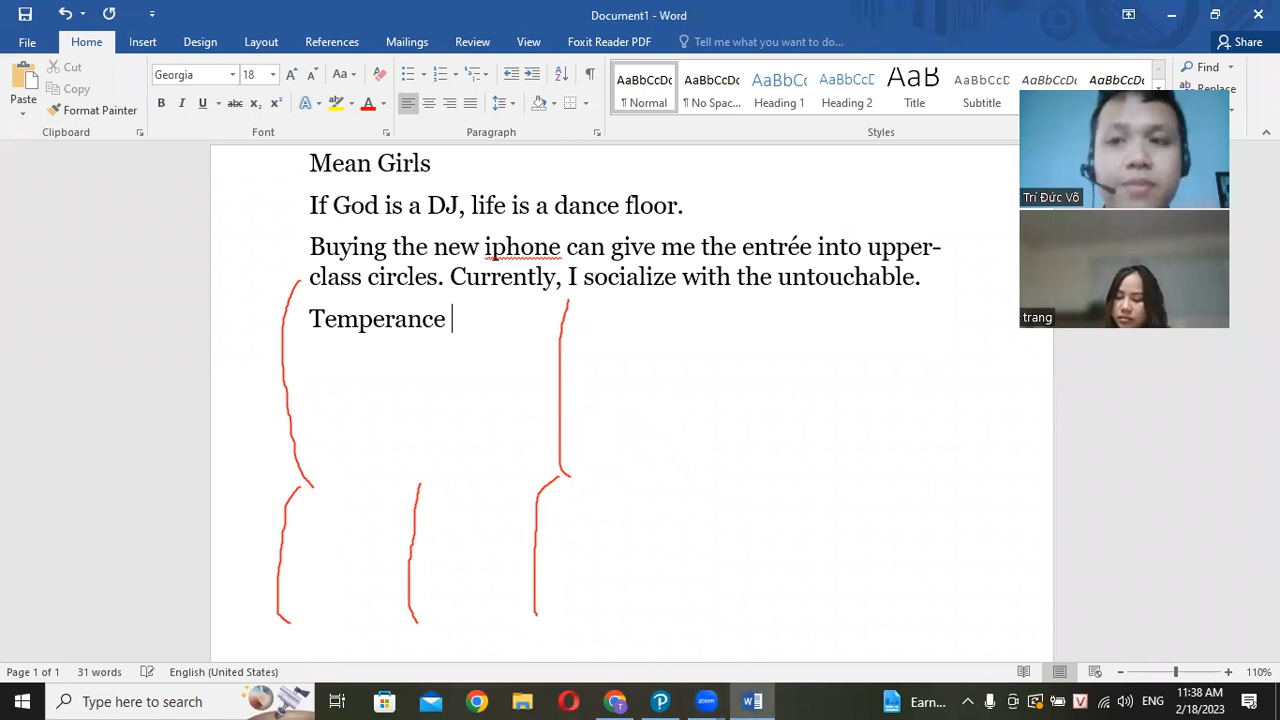 Document1 - Word
File Home Insert Design Layout References Mailings Review View Foxit Reader PDF Tell me what you want to do... Share
Paste
Cut
Copy
Format Painter
Georgia 18
AaBbCcDc AaBbCcDc AaBbCc AaBbCcD AaB AaBbCcD AaBbCcDc AaBbCcDc
¶ Normal ¶ No Spac... Heading 1 Heading 2 Title Subtitle
Find
Replace
Clipboard Font Paragraph Styles
Mean Girls
If God is a DJ, life is a dance floor.
Buying the new iphone can give me the entrée into upper-
class circles. Currently, I socialize with the untouchable.
Temperance
Trí Đức Võ
trang
Page 1 of 1 31 words English (United States) 110%
Type here to search
zoom
Earn...
V
ENG
11:38 AM
2/18/2023